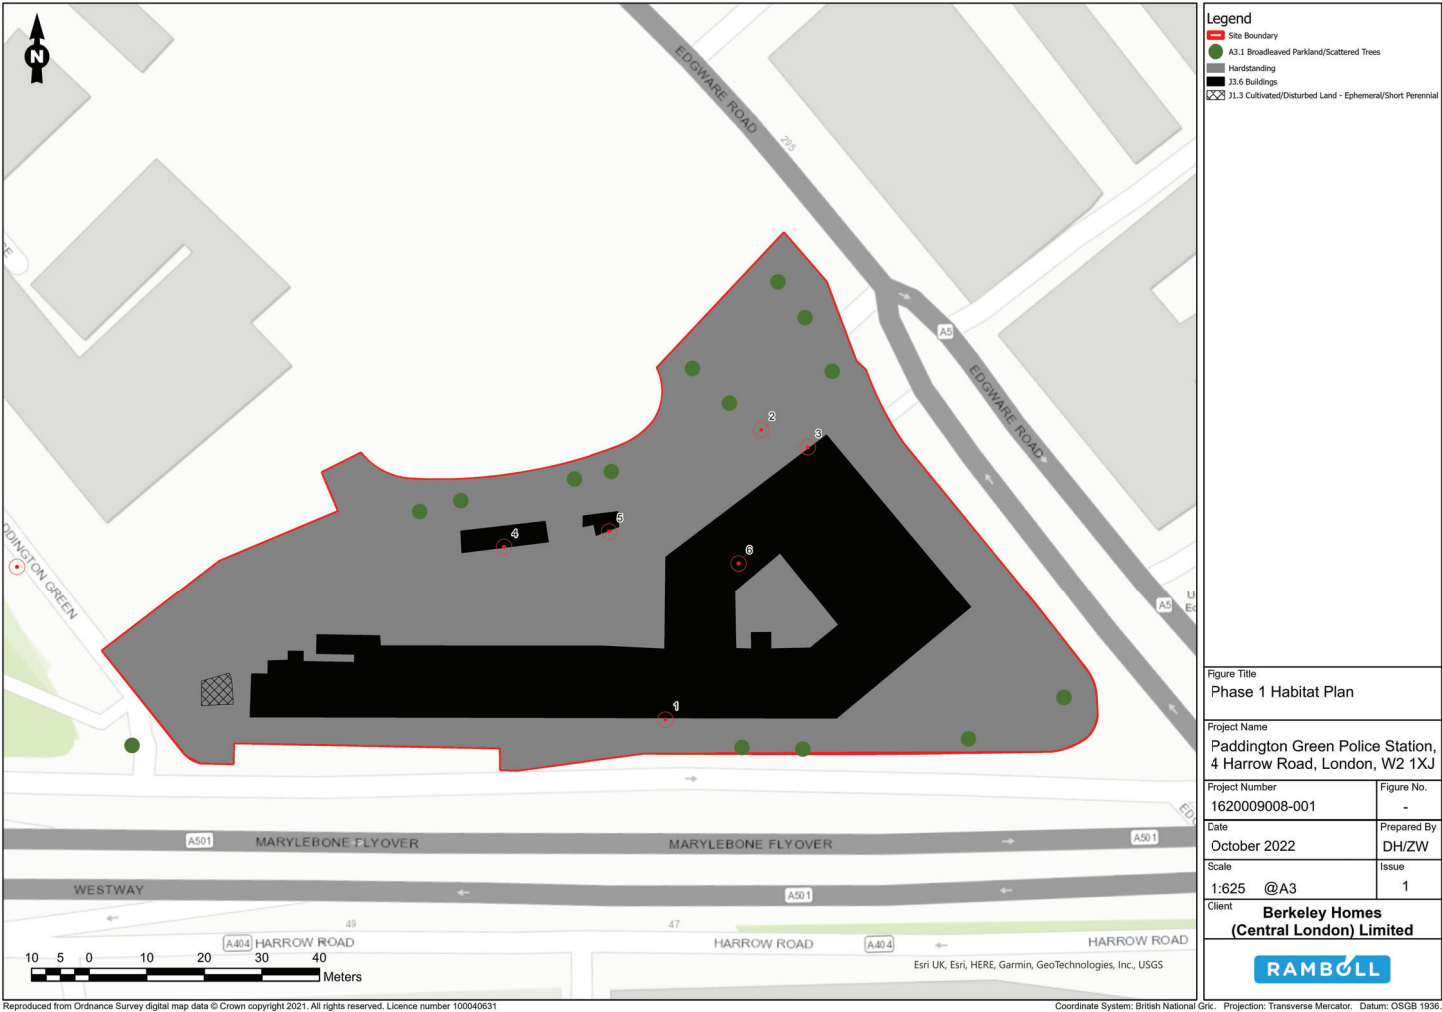 N
EDGWARE ROAD
295
A5
EDGWARE ROAD
A5
2
3
4
5
6
1
DDINGTON GREEN
A501
MARYLEBONE FLYOVER
MARYLEBONE FLYOVER
A501
WESTWAY
A501
49
47
A404 HARROW ROAD
HARROW ROAD
A404
HARROW ROAD
10 5 0 10 20 30 40
Meters
Esri UK, Esri, HERE, Garmin, GeoTechnologies, Inc., USGS
Legend
Site Boundary
A3.1 Broadleaved Parkland/Scattered Trees
Hardstanding
J3.6 Buildings
J1.3 Cultivated/Disturbed Land - Ephemeral/Short Perennial
Figure Title
Phase 1 Habitat Plan
Project Name
Paddington Green Police Station,
4 Harrow Road, London, W2 1XJ
Project Number
1620009008-001
Figure No.
-
Date
October 2022
Prepared By
DH/ZW
Scale
1:625 @A3
Issue
1
Client
Berkeley Homes
(Central London) Limited
RAMBOLL
Reproduced from Ordnance Survey digital map data © Crown copyright 2021. All rights reserved. Licence number 100040631
Coordinate System: British National Gric. Projection: Transverse Mercator. Datum: OSGB 1936.